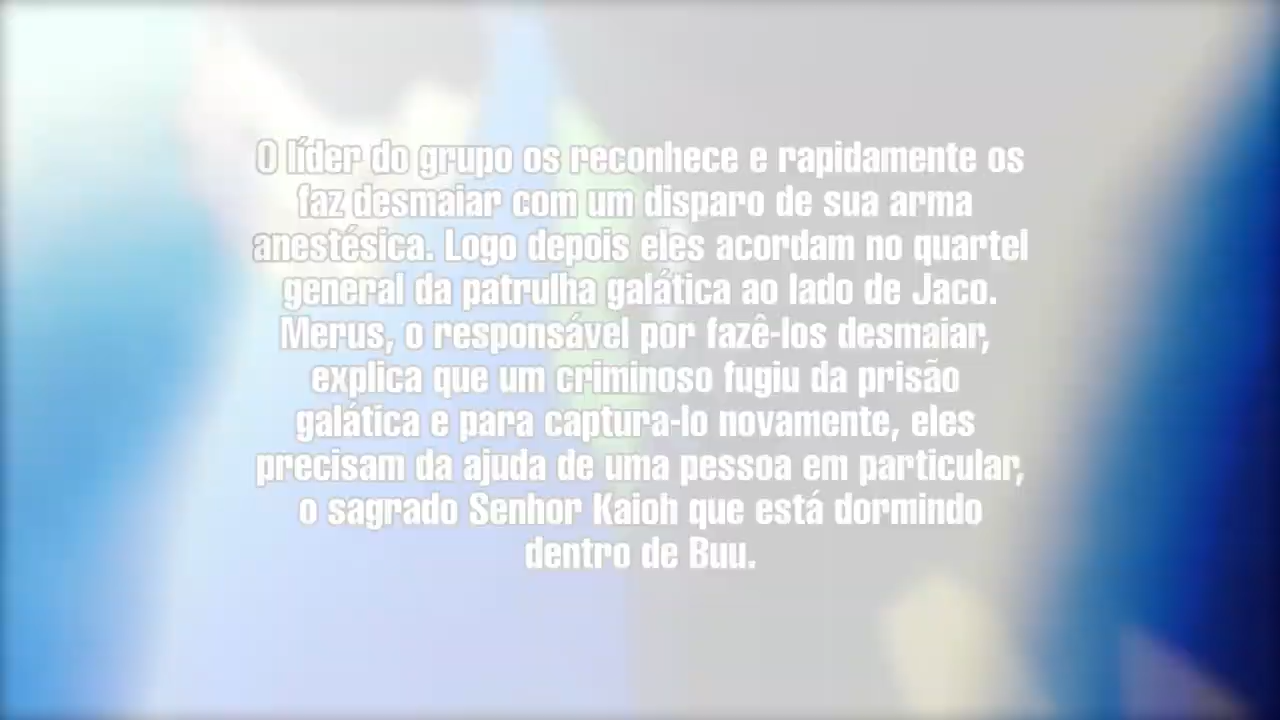 O líder do grupo os reconhece e rapidamente os
faz desmaiar com um disparo de sua arma
anestésica. Logo depois eles acordam no quartel
general da patrulha galática ao lado de Jaco.
Merus, o responsável por fazê-los desmaiar,
explica que um criminoso fugiu da prisão
galática e para captura-lo novamente, eles
precisam da ajuda de uma pessoa em particular,
o sagrado Senhor Kaioh que está dormindo
dentro de Buu.